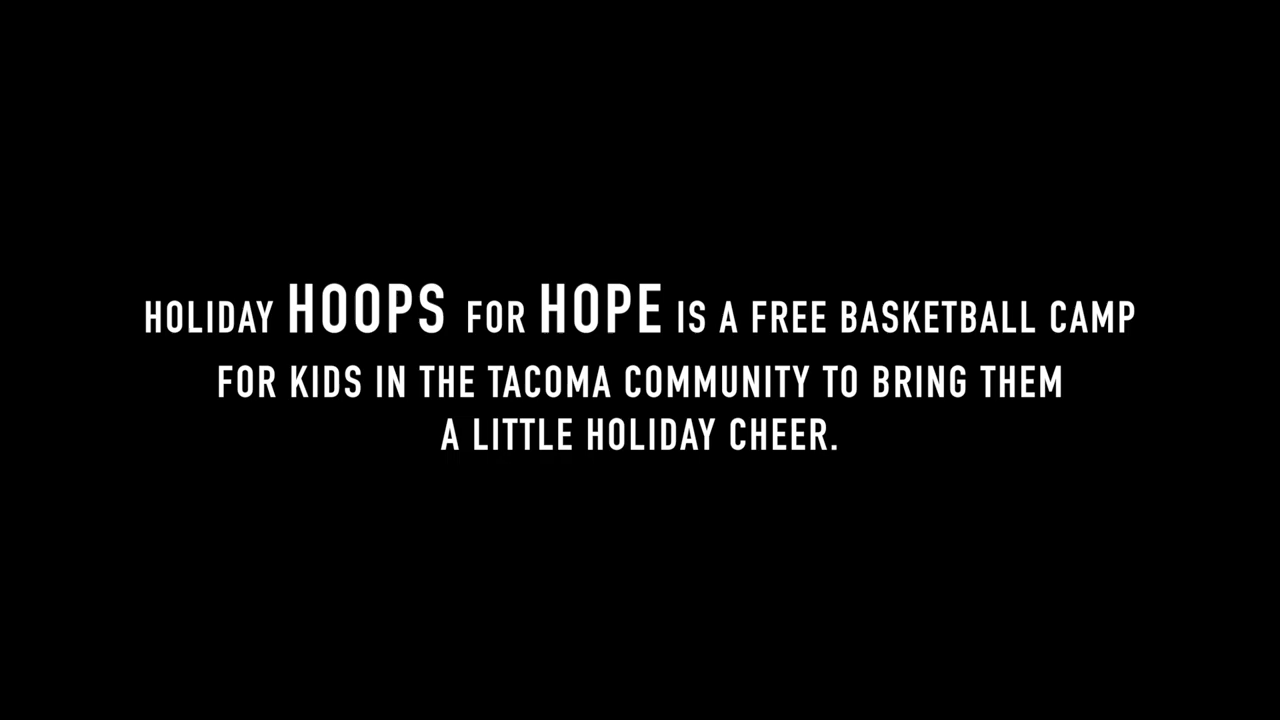 HOLIDAY HOOPS FOR HOPE IS A FREE BASKETBALL CAMP
FOR KIDS IN THE TACOMA COMMUNITY TO BRING THEM
A LITTLE HOLIDAY CHEER.